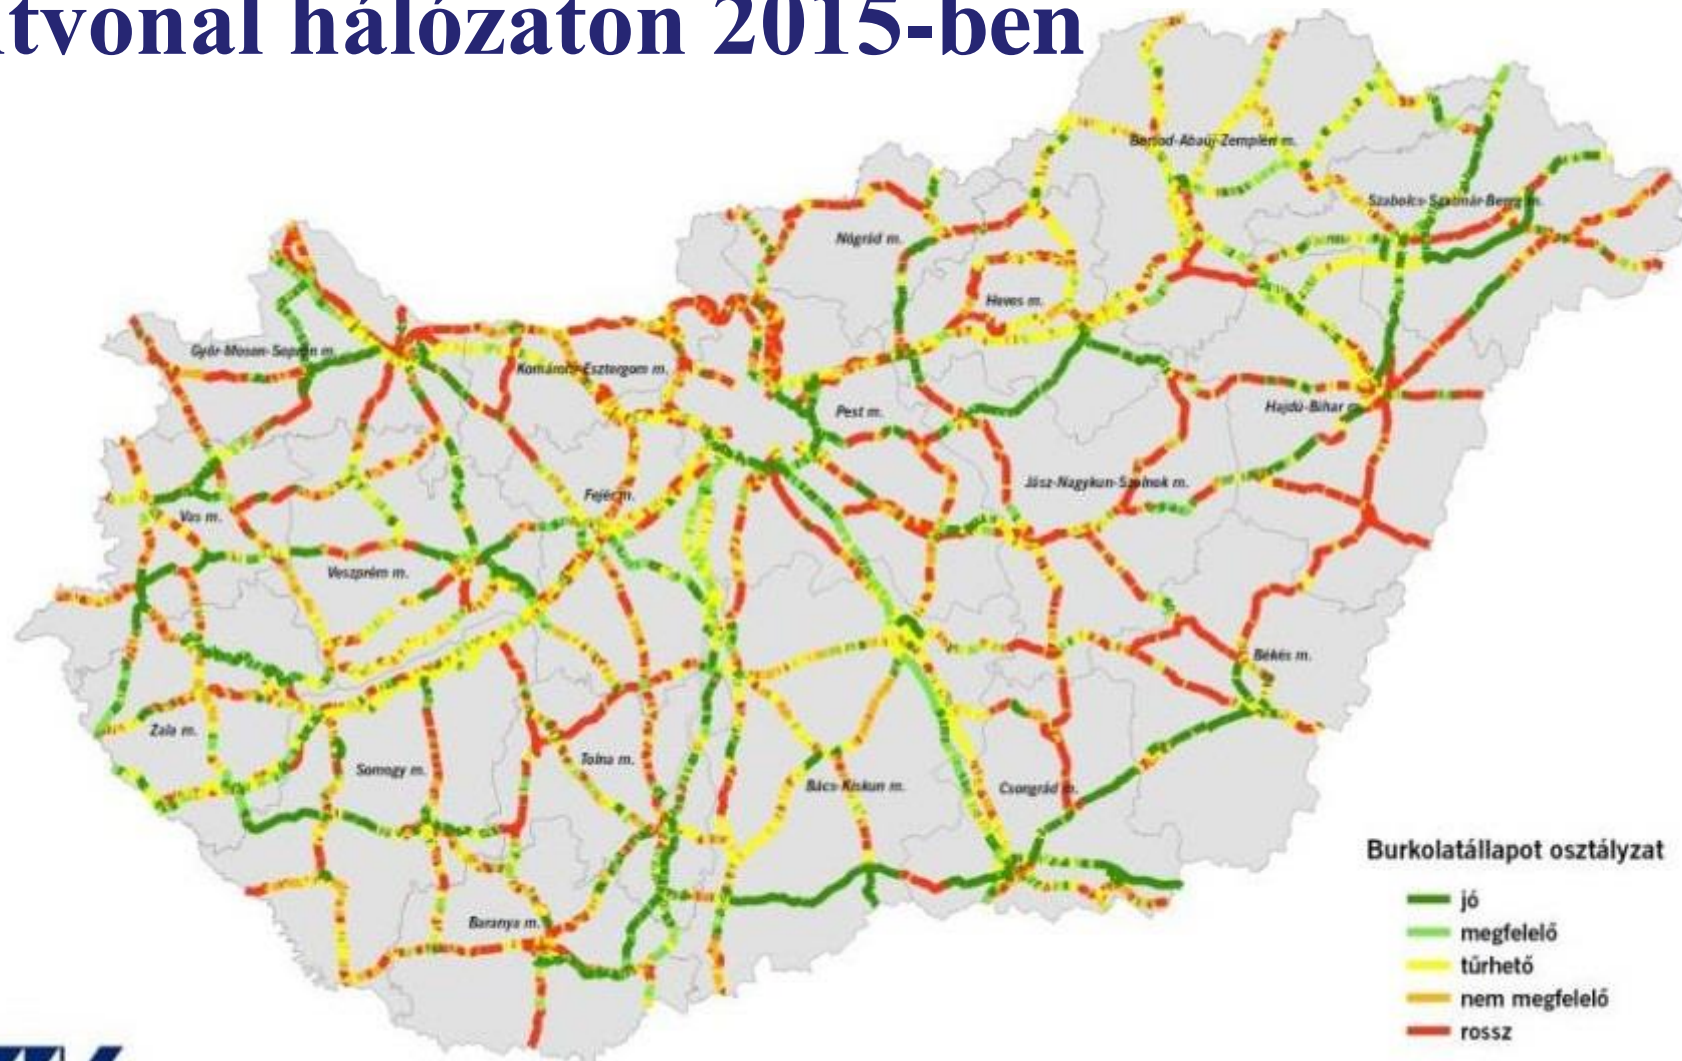 útvonal hálózaton 2015-ben
Borsod-Abaúj-Zemplén m.
Szabolcs-Szatmár-Bereg m.
Nógrád m.
Heves m.
Győr-Moson-Sopron m.
Komárom-Esztergom m.
Pest m.
Hajdú-Bihar m.
Jász-Nagykun-Szolnok m.
Fejér m.
Vas m.
Veszprém m.
Békés m.
Zala m.
Somogy m.
Tolna m.
Bács-Kiskun m.
Csongrád m.
Baranya m.
Burkolatállapot osztályzat
jó
megfelelő
tűrhető
nem megfelelő
rossz